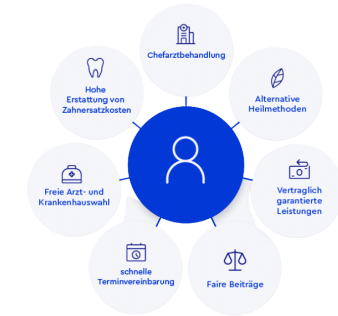 Chefarztbehandlung
Alternative
Heilmethoden
Vertraglich
garantierte
Leistungen
Faire Beiträge
schnelle
Terminvereinbarung
Freie Arzt- und
Krankenhauswahl
Hohe
Erstattung von
Zahnersatzkosten